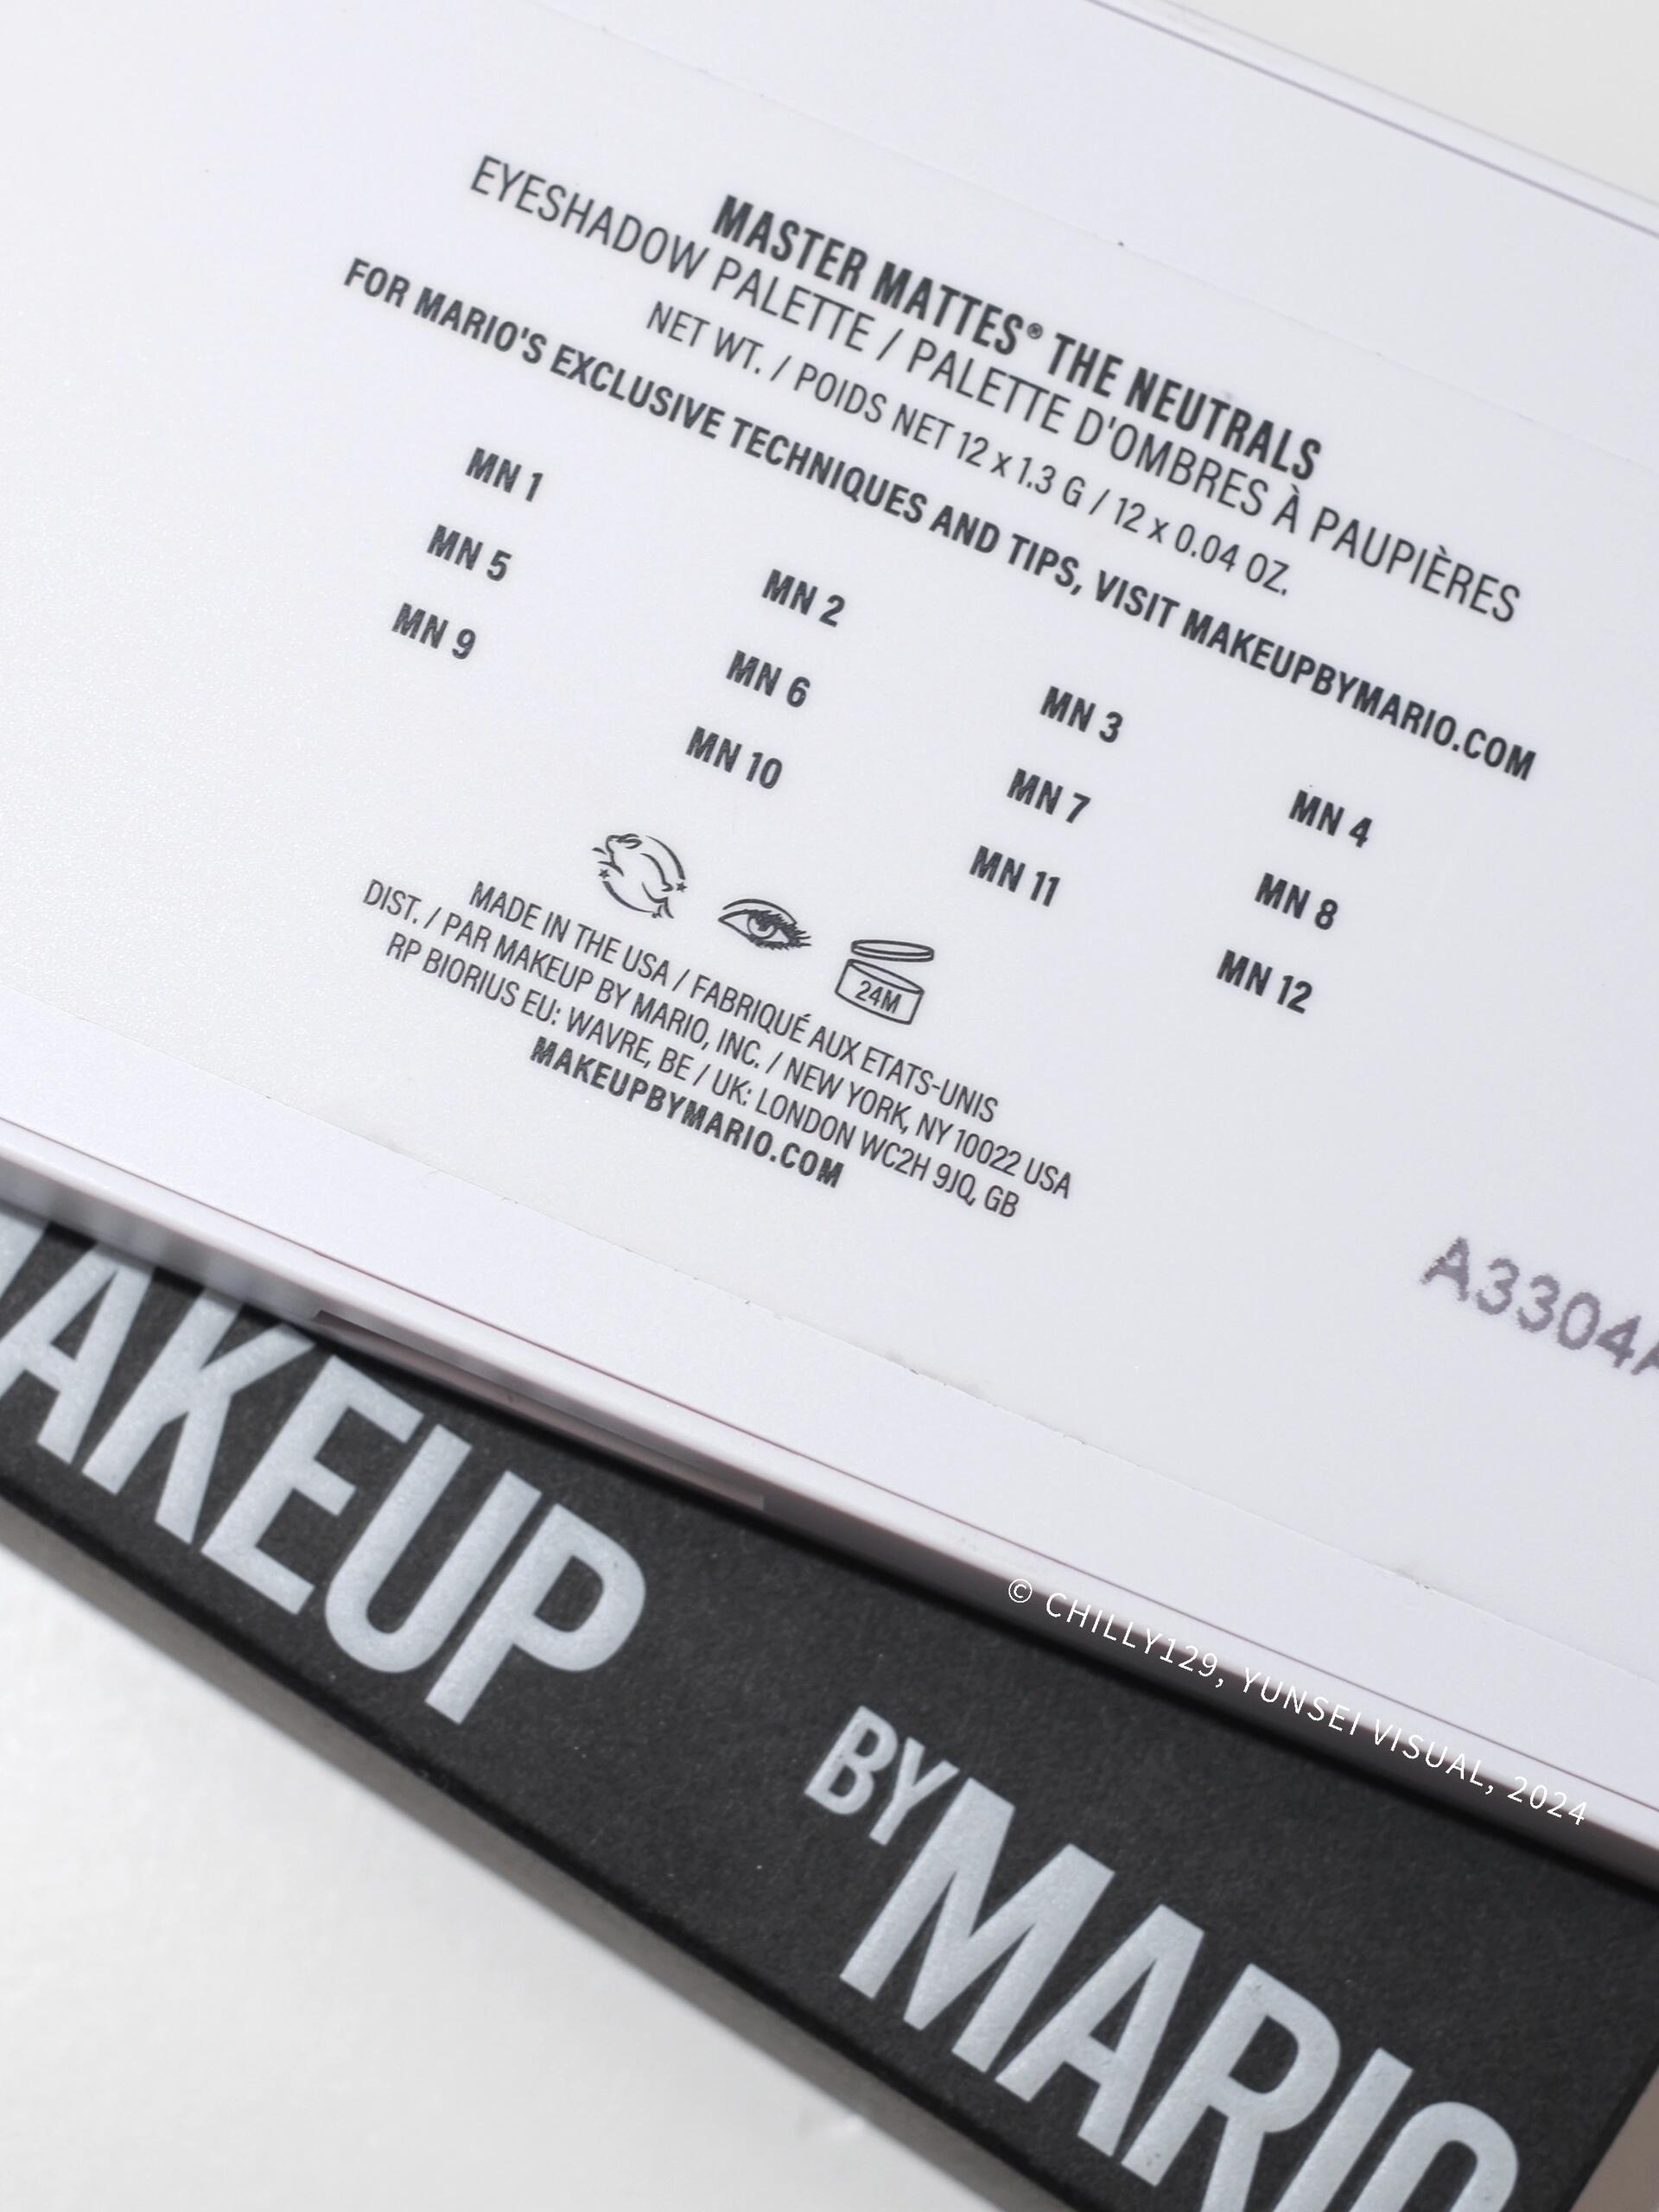 MASTER MATTES® THE NEUTRALS
EYESHADOW PALETTE / PALETTE D'OMBRES À PAUPIÈRES
NET WT. / POIDS NET 12 x 1.3 G / 12 x 0.04 OZ.
FOR MARIO'S EXCLUSIVE TECHNIQUES AND TIPS, VISIT MAKEUPBYMARIO.COM
MN 1 MN 2 MN 3 MN 4
MN 5 MN 6 MN 7 MN 8
MN 9 MN 10 MN 11 MN 12
24M
MADE IN THE USA / FABRIQUÉ AUX ETATS-UNIS
DIST. / PAR MAKEUP BY MARIO, INC. / NEW YORK, NY 10022 USA
RP BIORIUS EU: WAVRE, BE / UK: LONDON WC2H 9JQ, GB
MAKEUPBYMARIO.COM
A3304A
MAKEUP BY MARIO
© CHILLY129, YUNSEI VISUAL, 2024